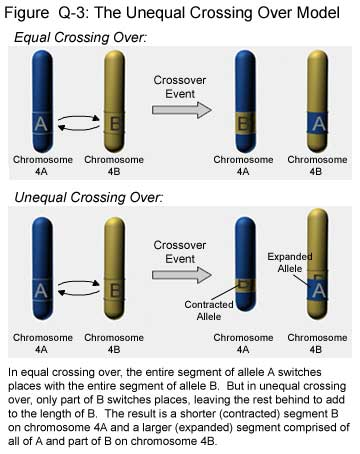 Figure Q-3: The Unequal Crossing Over Model
Equal Crossing Over:
Crossover
Event
A B B A
Chromosome Chromosome Chromosome Chromosome
4A 4B 4A 4B
Unequal Crossing Over:
Crossover
Event
Expanded
Allele
A B B B A
Contracted
Allele
Chromosome Chromosome Chromosome Chromosome
4A 4B 4A 4B
In equal crossing over, the entire segment of allele A switches
places with the entire segment of allele B. But in unequal crossing
over, only part of B switches places, leaving the rest behind to add
to the length of B. The result is a shorter (contracted) segment B
on chromosome 4A and a larger (expanded) segment comprised of
all of A and part of B on chromosome 4B.